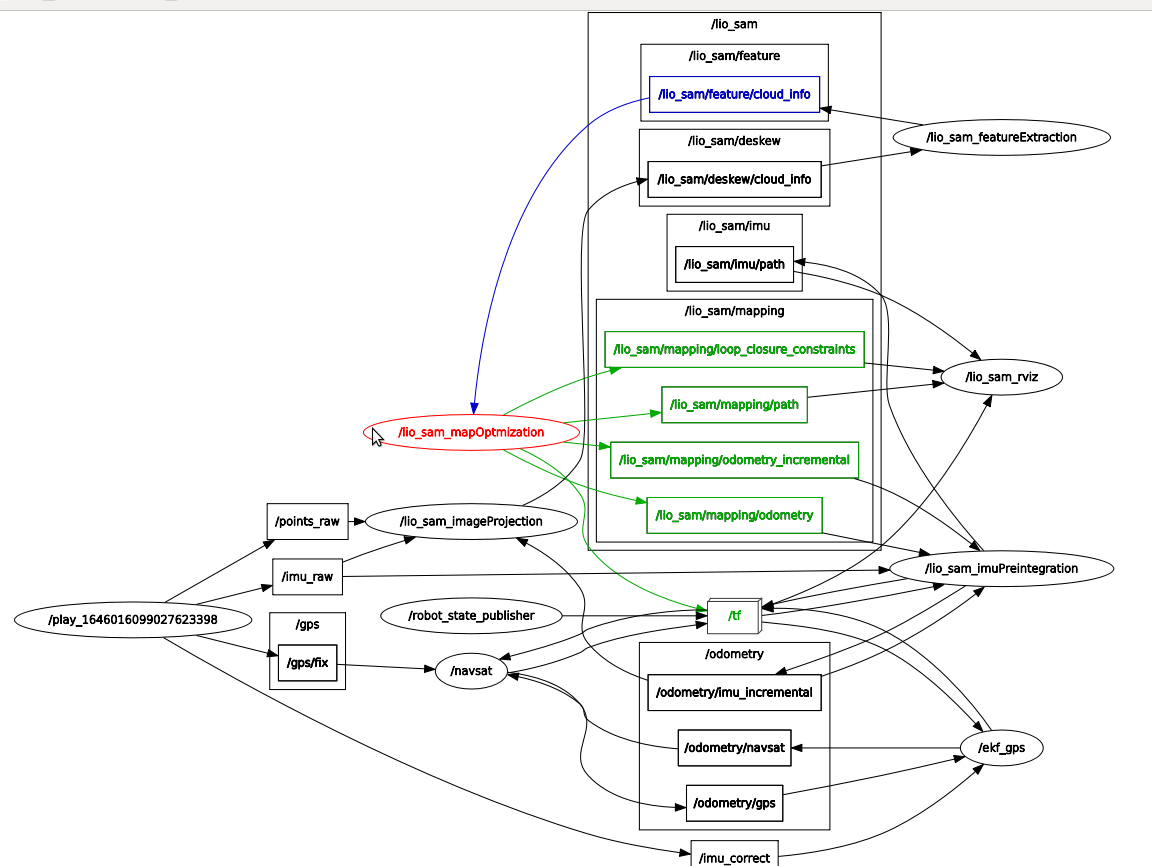 /lio_sam
/lio_sam/feature
/lio_sam/feature/cloud_info
/lio_sam_featureExtraction
/lio_sam/deskew
/lio_sam/deskew/cloud_info
/lio_sam/imu
/lio_sam/imu/path
/lio_sam/mapping
/lio_sam/mapping/loop_closure_constraints
/lio_sam_rviz
/lio_sam/mapping/path
/lio_sam_mapOptmization
/lio_sam/mapping/odometry_incremental
/lio_sam/mapping/odometry
/points_raw
/lio_sam_imageProjection
/imu_raw
/lio_sam_imuPreintegration
/play_1646016099027623398
/robot_state_publisher
/tf
/gps
/gps/fix
/navsat
/odometry
/odometry/imu_incremental
/odometry/navsat
/ekf_gps
/odometry/gps
/imu_correct